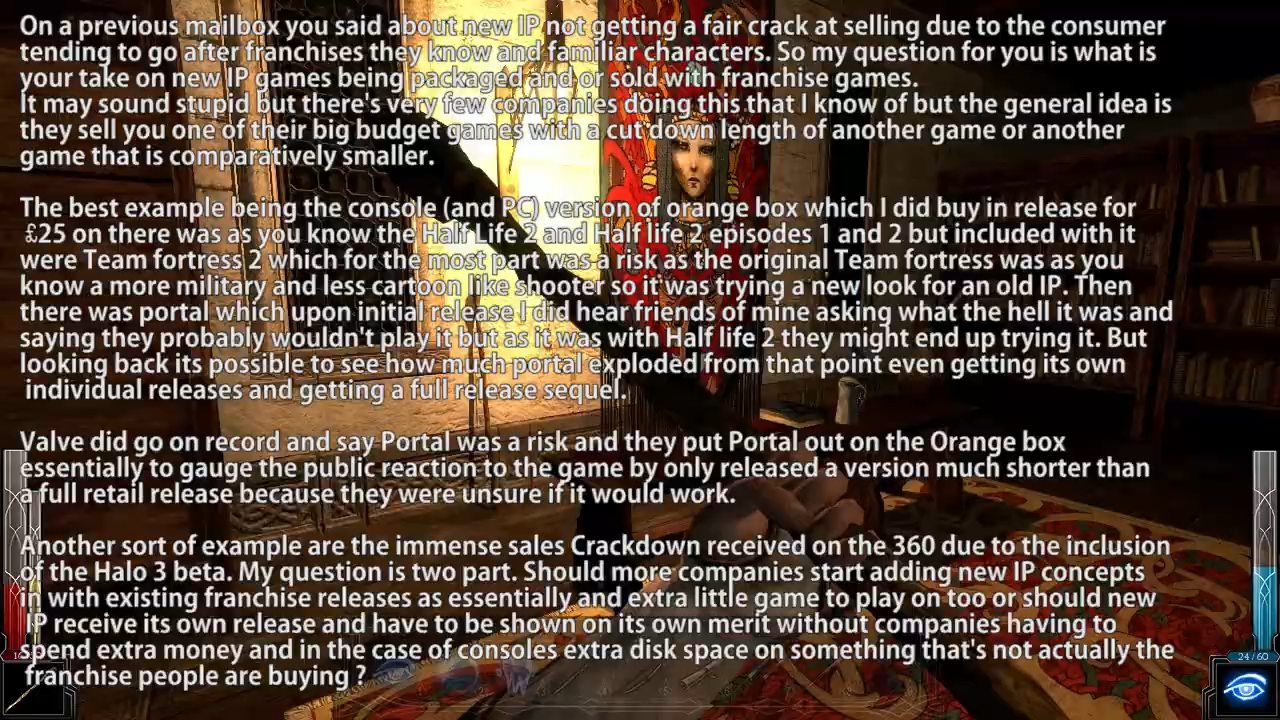 On a previous mailbox you said about new IP not getting a fair crack at selling due to the consumer
tending to go after franchises they know and familiar characters. So my question for you is what is
your take on new IP games being packaged and or sold with franchise games.
It may sound stupid but there's very few companies doing this that I know of but the general idea is
they sell you one of their big budget games with a cut down length of another game or another
game that is comparatively smaller.
The best example being the console (and PC) version of orange box which I did buy in release for
£25 on there was as you know the Half Life 2 and Half life 2 episodes 1 and 2 but included with it
were Team fortress 2 which for the most part was a risk as the original Team fortress was as you
know a more military and less cartoon like shooter so it was trying a new look for an old IP. Then
there was portal which upon initial release I did hear friends of mine asking what the hell it was and
saying they probably wouldn't play it but as it was with Half life 2 they might end up trying it. But
looking back its possible to see how much portal exploded from that point even getting its own
individual releases and getting a full release sequel.
Valve did go on record and say Portal was a risk and they put Portal out on the Orange box
essentially to gauge the public reaction to the game by only released a version much shorter than
a full retail release because they were unsure if it would work.
Another sort of example are the immense sales Crackdown received on the 360 due to the inclusion
of the Halo 3 beta. My question is two part. Should more companies start adding new IP concepts
in with existing franchise releases as essentially and extra little game to play on too or should new
IP receive its own release and have to be shown on its own merit without companies having to
spend extra money and in the case of consoles extra disk space on something that's not actually the
franchise people are buying ?
24/60